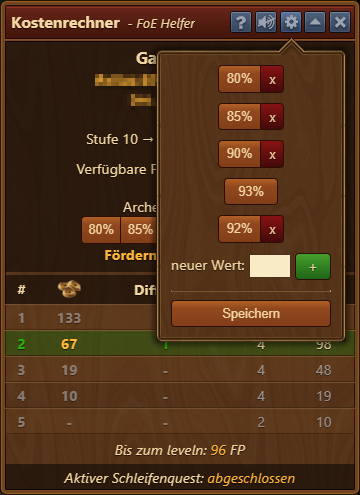 Kostenrechner - FoE Helfer ?
Ga
Stufe 10 →
Verfügbare F
Arche
80% 85%
Fördern
80% x
85% x
90% x
93%
92% x
neuer Wert: +
Speichern
# Diff
1 133
2 67 1 4 98
3 19 - 4 48
4 10 - 4 19
5 - - 2 10
Bis zum leveln: 96 FP
Aktiver Schleifenquest: abgeschlossen